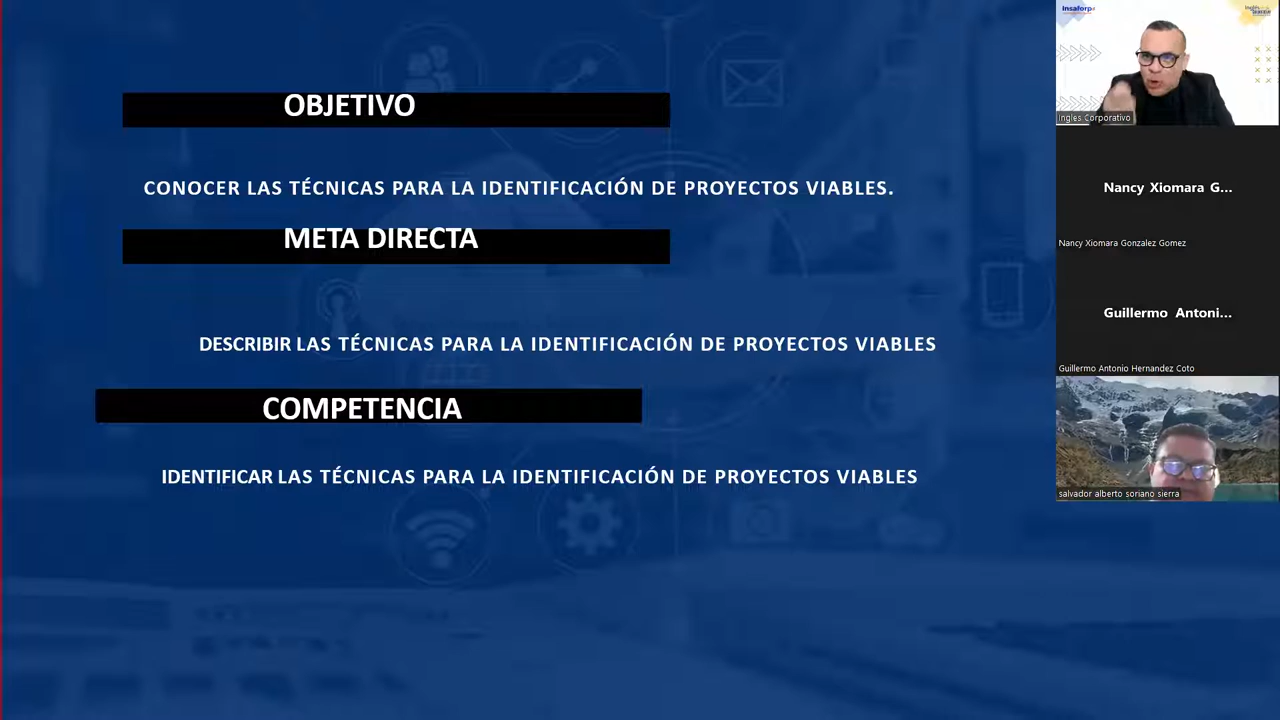 OBJETIVO
CONOCER LAS TÉCNICAS PARA LA IDENTIFICACIÓN DE PROYECTOS VIABLES.
META DIRECTA
DESCRIBIR LAS TÉCNICAS PARA LA IDENTIFICACIÓN DE PROYECTOS VIABLES
COMPETENCIA
IDENTIFICAR LAS TÉCNICAS PARA LA IDENTIFICACIÓN DE PROYECTOS VIABLES
Insaforp
Ingles Corporativo
Nancy Xiomara G...
Nancy Xiomara Gonzalez Gomez
Guillermo Antoni...
Guillermo Antonio Hernandez Coto
salvador alberto soriano sierra